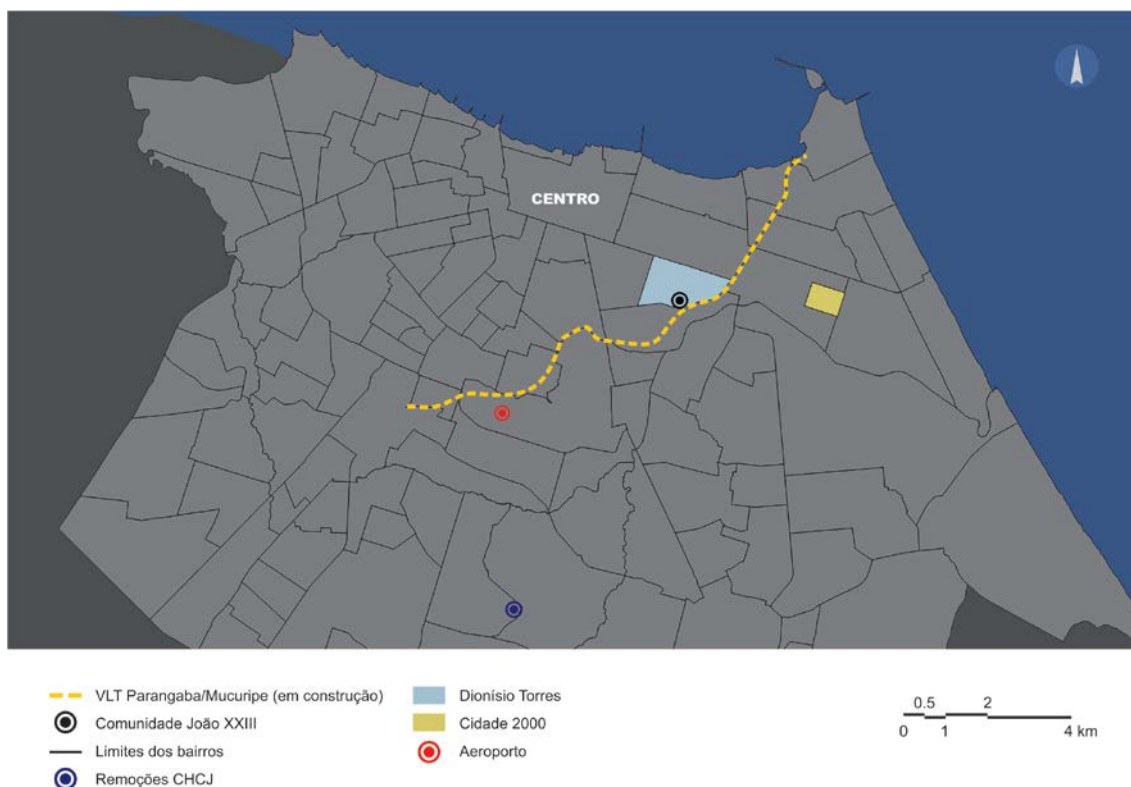 CENTRO
VLT Parangaba/Mucuripe (em construção)
Comunidade João XXIII
Limites dos bairros
Remoções CHCJ
Dionísio Torres
Cidade 2000
Aeroporto
0.5 2
0 1 4 km